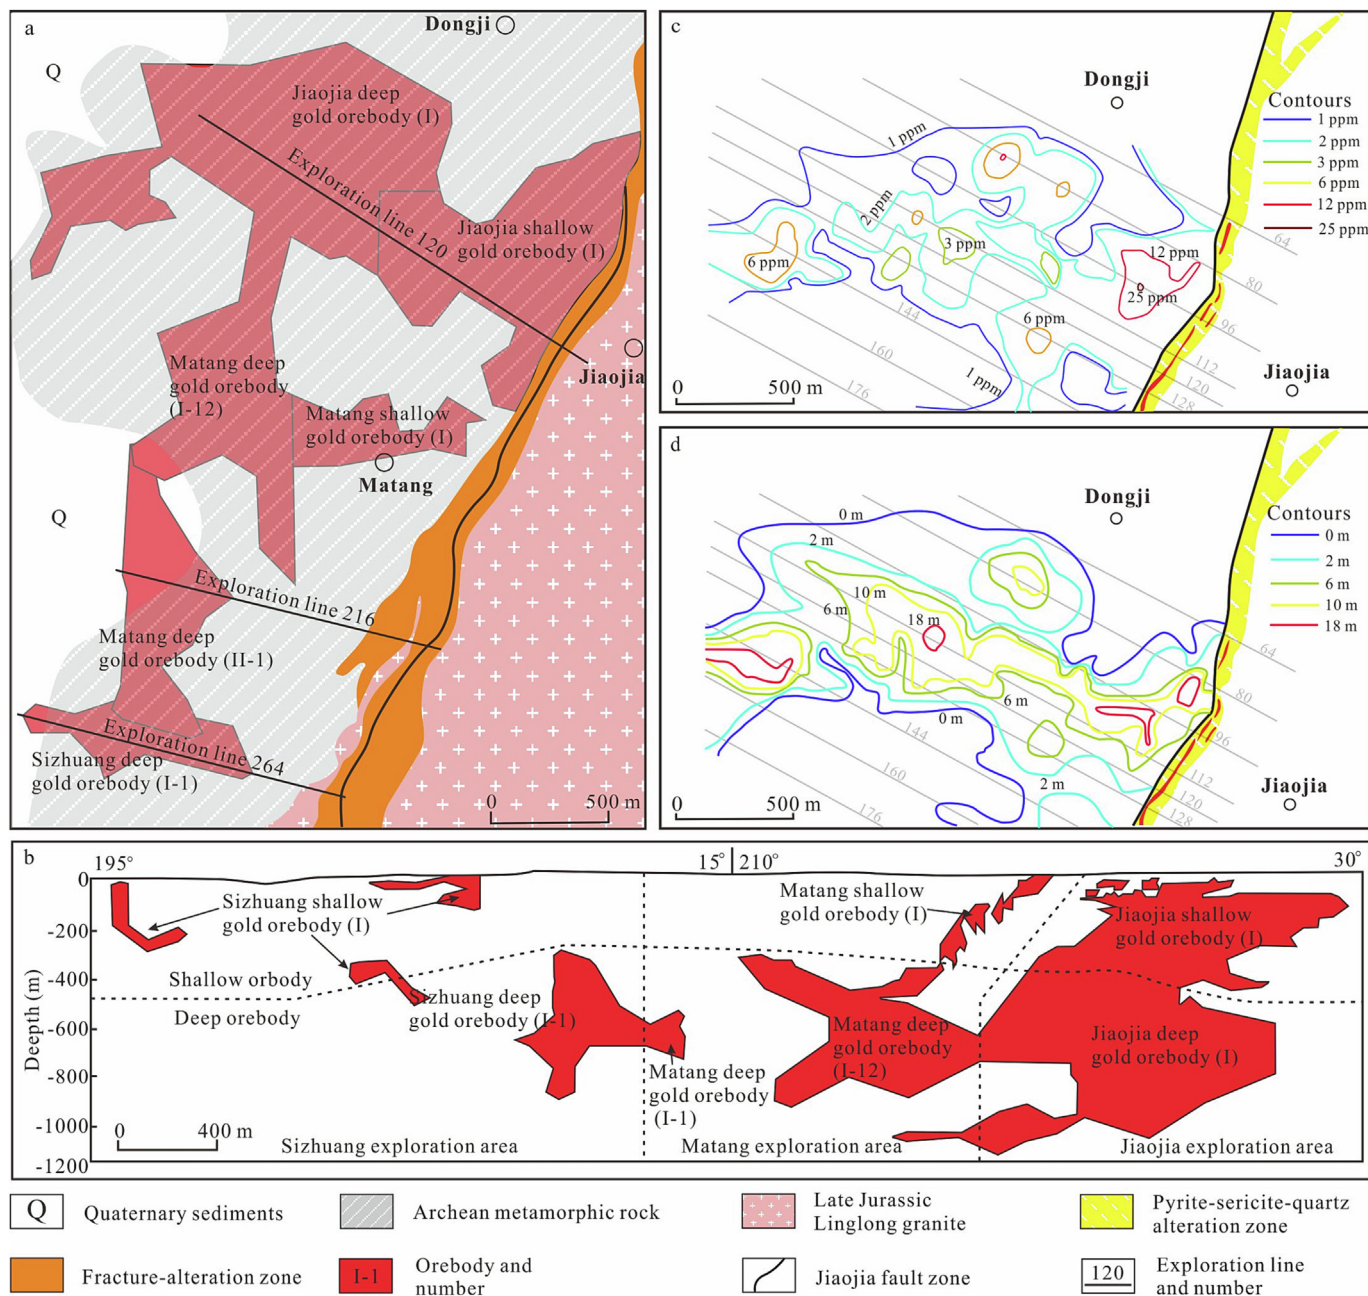 a
Dongji
Q
Jiaojia deep
gold orebody (I)
Exploration line 120
Jiaojia shallow
gold orebody (I)
Jiaojia
Matang deep
gold orebody
(I-12)
Matang shallow
gold orebody (I)
Matang
Q
Exploration line 216
Matang deep
gold orebody (II-1)
Exploration line 264
Sizhuang deep
gold orebody (I-1)
0 500 m
c
Dongji
Contours
1 ppm
2 ppm
3 ppm
6 ppm
12 ppm
25 ppm
1 ppm
2 ppm
3 ppm
6 ppm
12 ppm
25 ppm
6 ppm
1 ppm
64
80
96
112
120
128
144
160
176
Jiaojia
0 500 m
d
Dongji
Contours
0 m
2 m
6 m
10 m
18 m
0 m
2 m
10 m
6 m
18 m
6 m
0 m
2 m
64
80
96
112
120
128
144
160
176
Jiaojia
0 500 m
b
195°
15° 210°
30°
0
-200
-400
-600
-800
-1000
-1200
Deepth (m)
Sizhuang shallow
gold orebody (I)
Shallow orbody
Deep orebody
Sizhuang deep
gold orebody (I-1)
Matang deep
gold orebody
(I-1)
Matang shallow
gold orebody (I)
Matang deep
gold orebody
(I-12)
Jiaojia shallow
gold orebody (I)
Jiaojia deep
gold orebody (I)
0 400 m
Sizhuang exploration area
Matang exploration area
Jiaojia exploration area
Q Quaternary sediments
Archean metamorphic rock
Late Jurassic
Linglong granite
Pyrite-sericite-quartz
alteration zone
Fracture-alteration zone
I-1 Orebody and
number
Jiaojia fault zone
120 Exploration line
and number